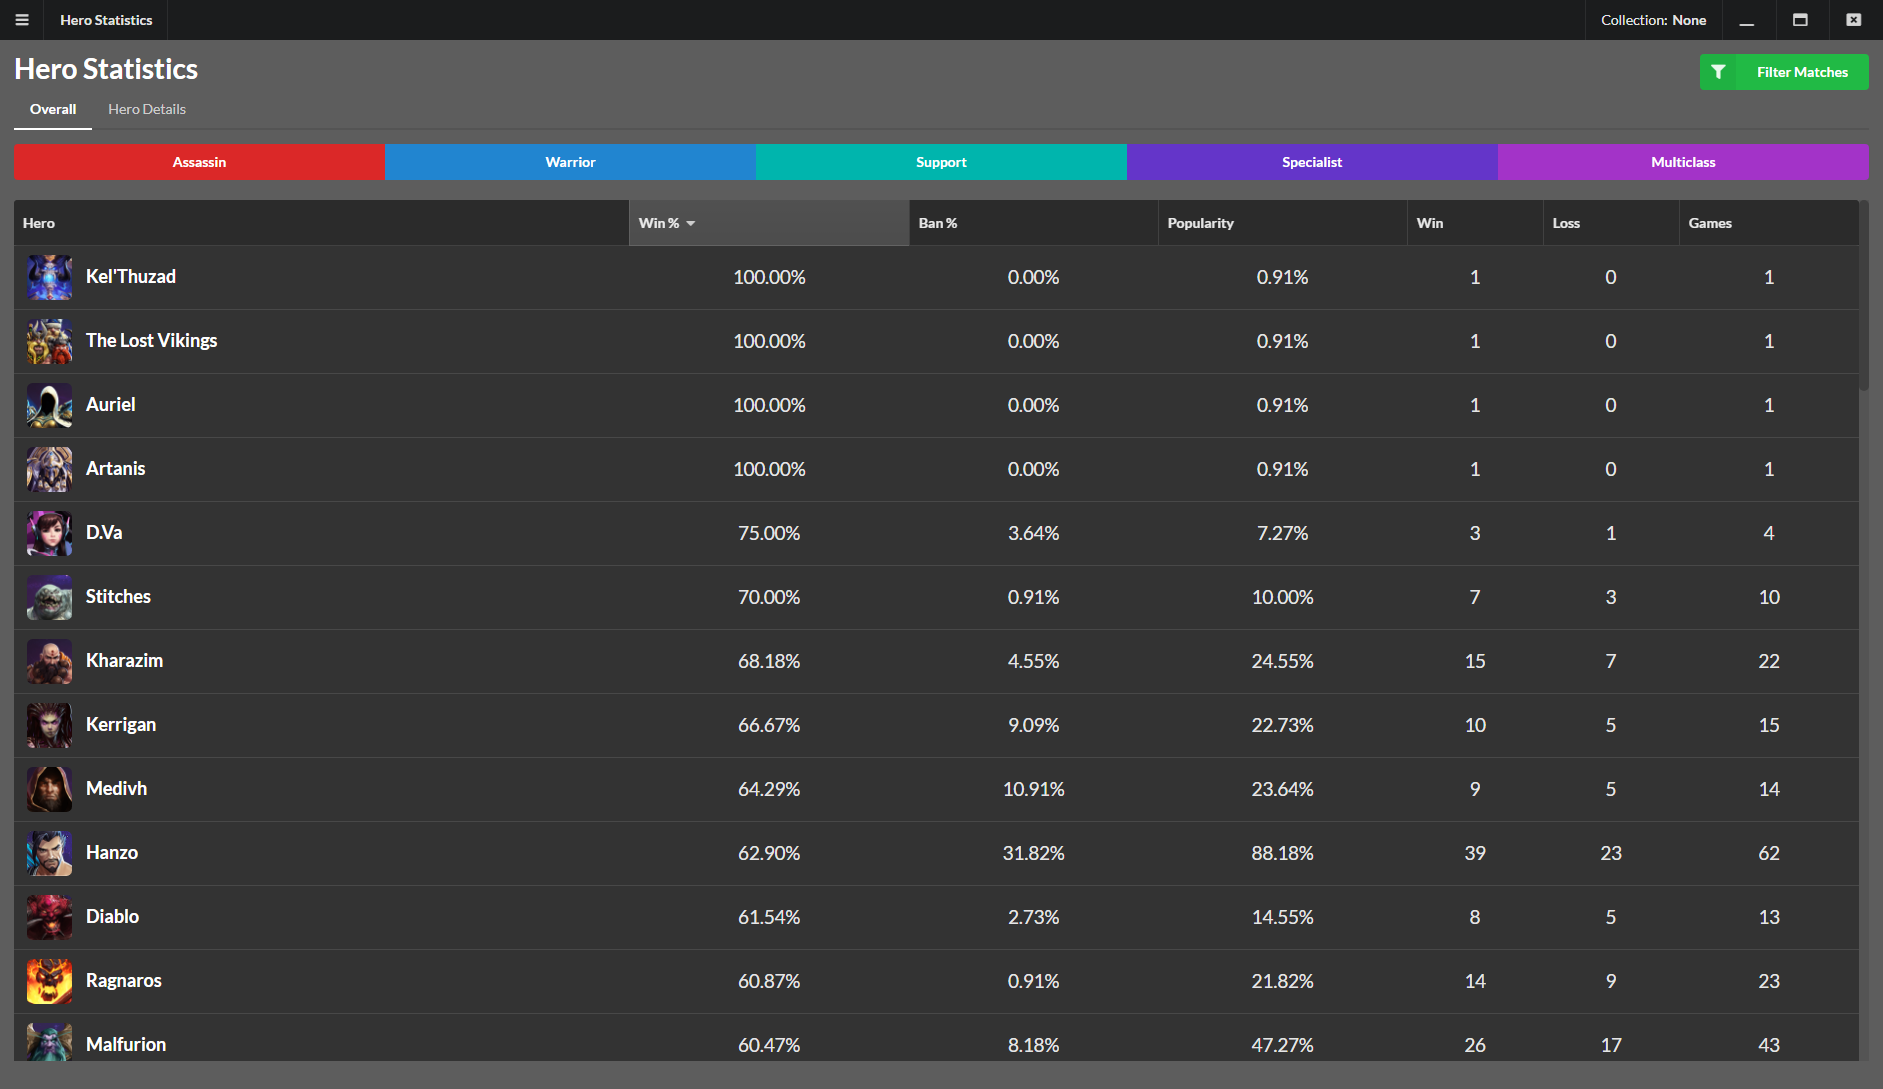 Hero Statistics
Collection: None
Hero Statistics
Filter Matches
Overall Hero Details
Assassin Warrior Support Specialist Multiclass
Hero Win % Ban % Popularity Win Loss Games
Kel'Thuzad 100.00% 0.00% 0.91% 1 0 1
The Lost Vikings 100.00% 0.00% 0.91% 1 0 1
Auriel 100.00% 0.00% 0.91% 1 0 1
Artanis 100.00% 0.00% 0.91% 1 0 1
D.Va 75.00% 3.64% 7.27% 3 1 4
Stitches 70.00% 0.91% 10.00% 7 3 10
Kharazim 68.18% 4.55% 24.55% 15 7 22
Kerrigan 66.67% 9.09% 22.73% 10 5 15
Medivh 64.29% 10.91% 23.64% 9 5 14
Hanzo 62.90% 31.82% 88.18% 39 23 62
Diablo 61.54% 2.73% 14.55% 8 5 13
Ragnaros 60.87% 0.91% 21.82% 14 9 23
Malfurion 60.47% 8.18% 47.27% 26 17 43